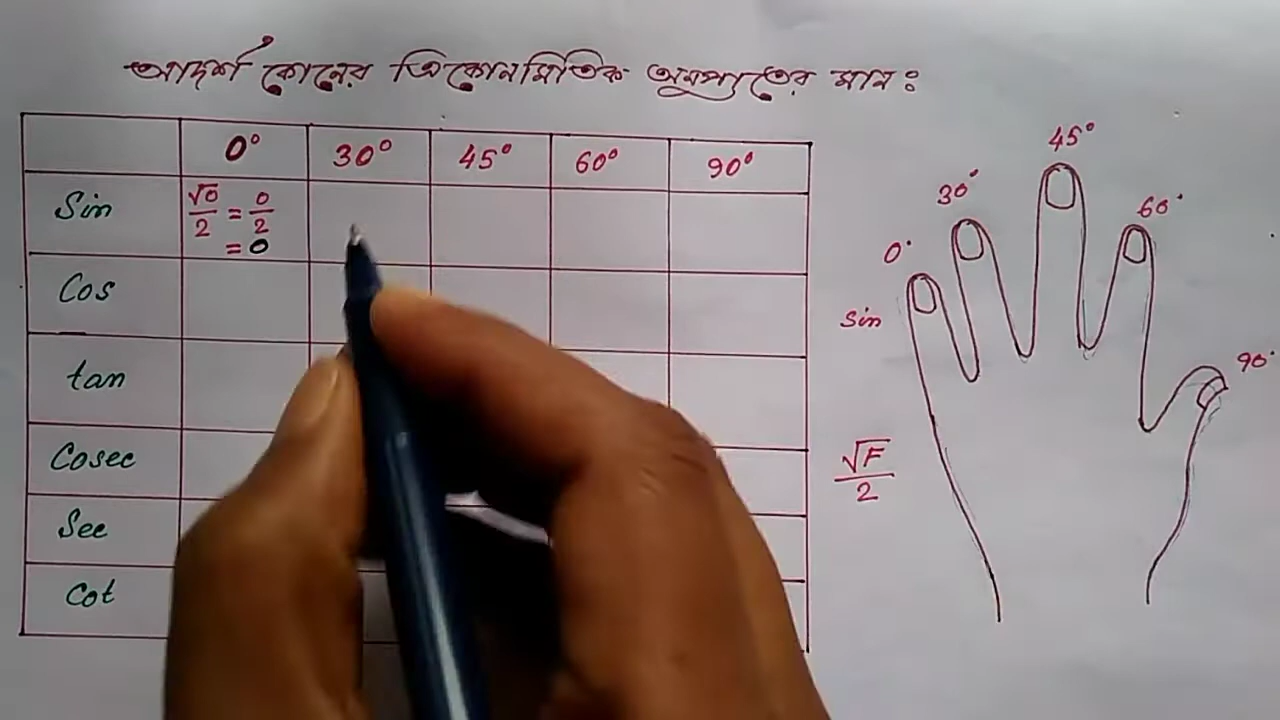 আদর্শ কোনের ত্রিকোনমিতিক অনুপাতের মান :
0° 30° 45° 60° 90°
Sin √0/2 = 0/2
= 0
Cos
tan
Cosec
Sec
Cot
45°
30°
60°
0°
Sin
90°
√F/2